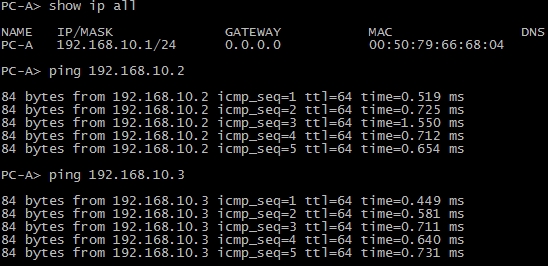 PC-A> show ip all
NAME   IP/MASK              GATEWAY           MAC                DNS
PC-A   192.168.10.1/24      0.0.0.0           00:50:79:66:68:04
PC-A> ping 192.168.10.2
84 bytes from 192.168.10.2 icmp_seq=1 ttl=64 time=0.519 ms
84 bytes from 192.168.10.2 icmp_seq=2 ttl=64 time=0.725 ms
84 bytes from 192.168.10.2 icmp_seq=3 ttl=64 time=1.550 ms
84 bytes from 192.168.10.2 icmp_seq=4 ttl=64 time=0.712 ms
84 bytes from 192.168.10.2 icmp_seq=5 ttl=64 time=0.654 ms
PC-A> ping 192.168.10.3
84 bytes from 192.168.10.3 icmp_seq=1 ttl=64 time=0.449 ms
84 bytes from 192.168.10.3 icmp_seq=2 ttl=64 time=0.581 ms
84 bytes from 192.168.10.3 icmp_seq=3 ttl=64 time=0.711 ms
84 bytes from 192.168.10.3 icmp_seq=4 ttl=64 time=0.640 ms
84 bytes from 192.168.10.3 icmp_seq=5 ttl=64 time=0.731 ms